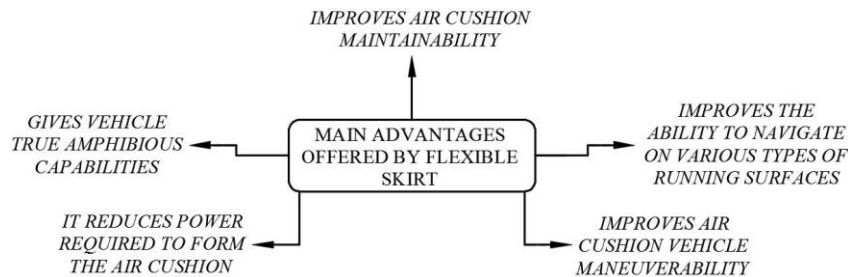 IMPROVES AIR CUSHION
MAINTAINABILITY
GIVES VEHICLE
TRUE AMPHIBIOUS
CAPABILITIES
MAIN ADVANTAGES
OFFERED BY FLEXIBLE
SKIRT
IMPROVES THE
ABILITY TO NAVIGATE
ON VARIOUS TYPES OF
RUNNING SURFACES
IT REDUCES POWER
REQUIRED TO FORM
THE AIR CUSHION
IMPROVES AIR
CUSHION VEHICLE
MANEUVERABILITY